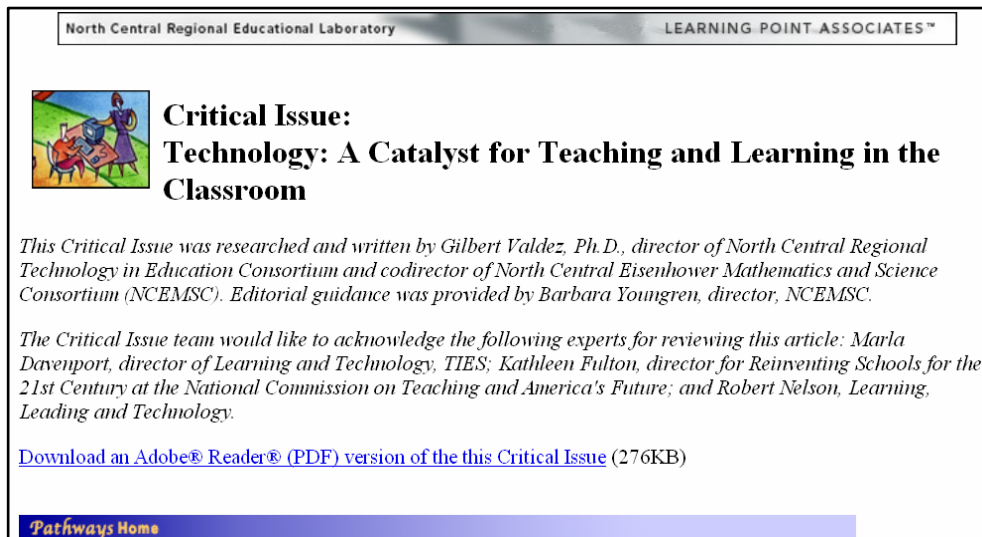 North Central Regional Educational Laboratory LEARNING POINT ASSOCIATES™
Critical Issue:
Technology: A Catalyst for Teaching and Learning in the
Classroom
This Critical Issue was researched and written by Gilbert Valdez, Ph.D., director of North Central Regional
Technology in Education Consortium and codirector of North Central Eisenhower Mathematics and Science
Consortium (NCEMSC). Editorial guidance was provided by Barbara Youngren, director, NCEMSC.
The Critical Issue team would like to acknowledge the following experts for reviewing this article: Marla
Davenport, director of Learning and Technology, TIES; Kathleen Fulton, director for Reinventing Schools for the
21st Century at the National Commission on Teaching and America's Future; and Robert Nelson, Learning,
Leading and Technology.
Download an Adobe® Reader® (PDF) version of the this Critical Issue (276KB)
Pathways Home